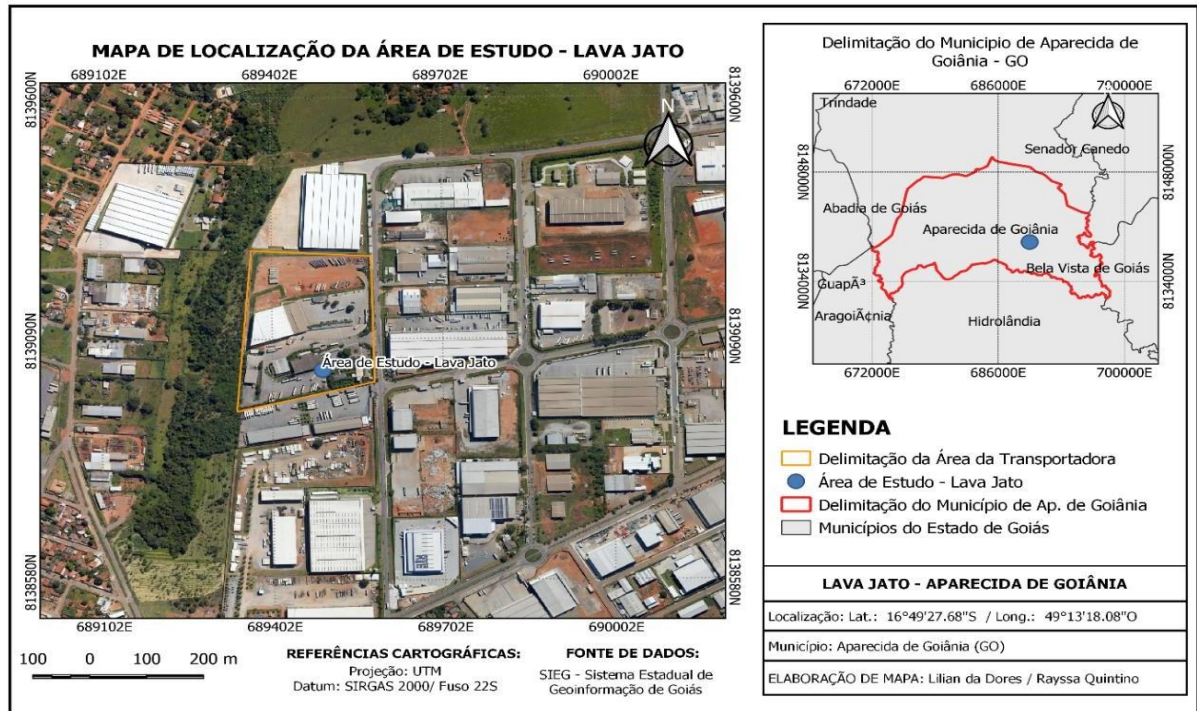 MAPA DE LOCALIZAÇÃO DA ÁREA DE ESTUDO - LAVA JATO
689102E 689402E 689702E 690002E
8139600N
8139600N
N
8139090N
8139090N
Área de Estudo - Lava Jato
8138580N
8138580N
689102E 689402E 689702E 690002E
100 0 100 200 m
REFERÊNCIAS CARTOGRÁFICAS:
Projeção: UTM
Datum: SIRGAS 2000/ Fuso 22S
FONTE DE DADOS:
SIEG - Sistema Estadual de
Geoinformação de Goiás
Delimitação do Municipio de Aparecida de
Goiânia - GO
672000E 686000E 700000E
Trindade
N
Senador Canedo
8148000N
8148000N
Abadia de Goiás
Aparecida de Goiânia
Bela Vista de Goiás
8134000N
8134000N
GuapÃ³
AragoiÃ¢nia
Hidrolândia
672000E 686000E 700000E
LEGENDA
Delimitação da Área da Transportadora
Área de Estudo - Lava Jato
Delimitação do Município de Ap. de Goiânia
Municípios do Estado de Goiás
LAVA JATO - APARECIDA DE GOIÂNIA
Localização: Lat.: 16°49'27.68"S / Long.: 49°13'18.08"O
Município: Aparecida de Goiânia (GO)
ELABORAÇÃO DE MAPA: Lilian da Dores / Rayssa Quintino